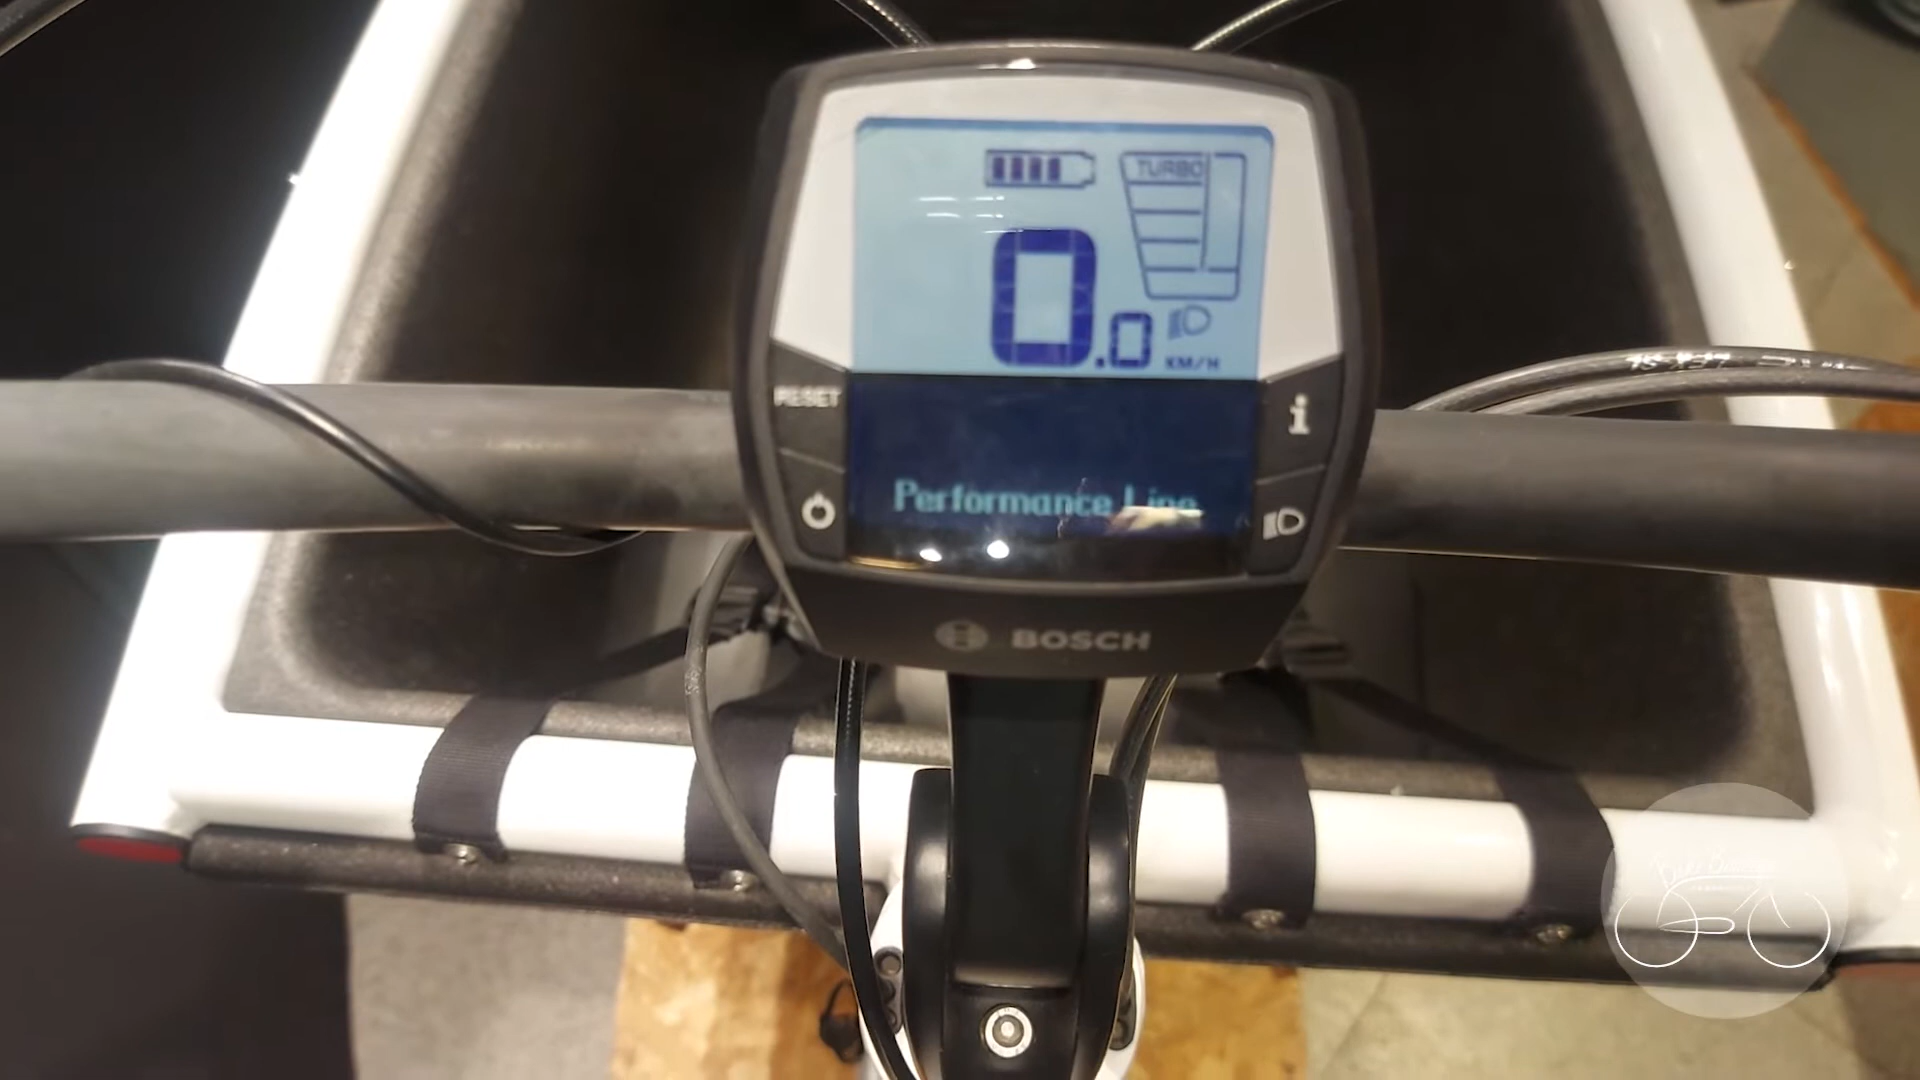 TURBO
0.0
KM/H
RESET
i
Performance Line
BOSCH